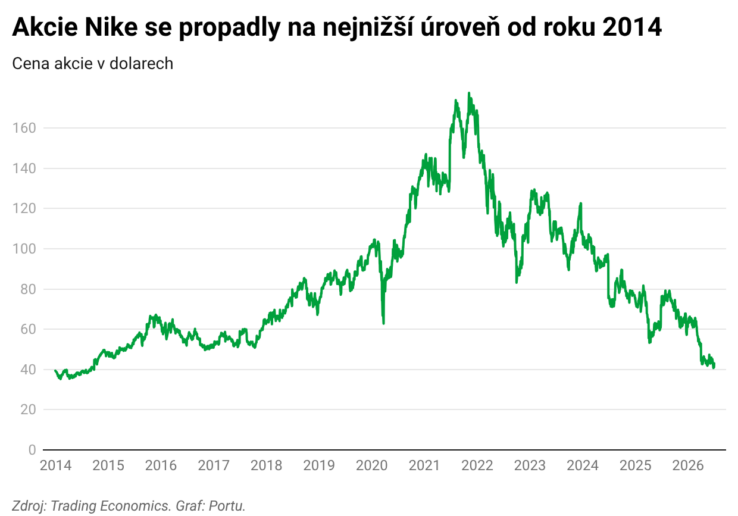 Akcie Nike se propadly na nejnižší úroveň od roku 2014
Cena akcie v dolarech
160
140
120
100
80
60
40
20
0
2014 2015 2016 2017 2018 2019 2020 2021 2022 2023 2024 2025 2026
Zdroj: Trading Economics. Graf: Portu.